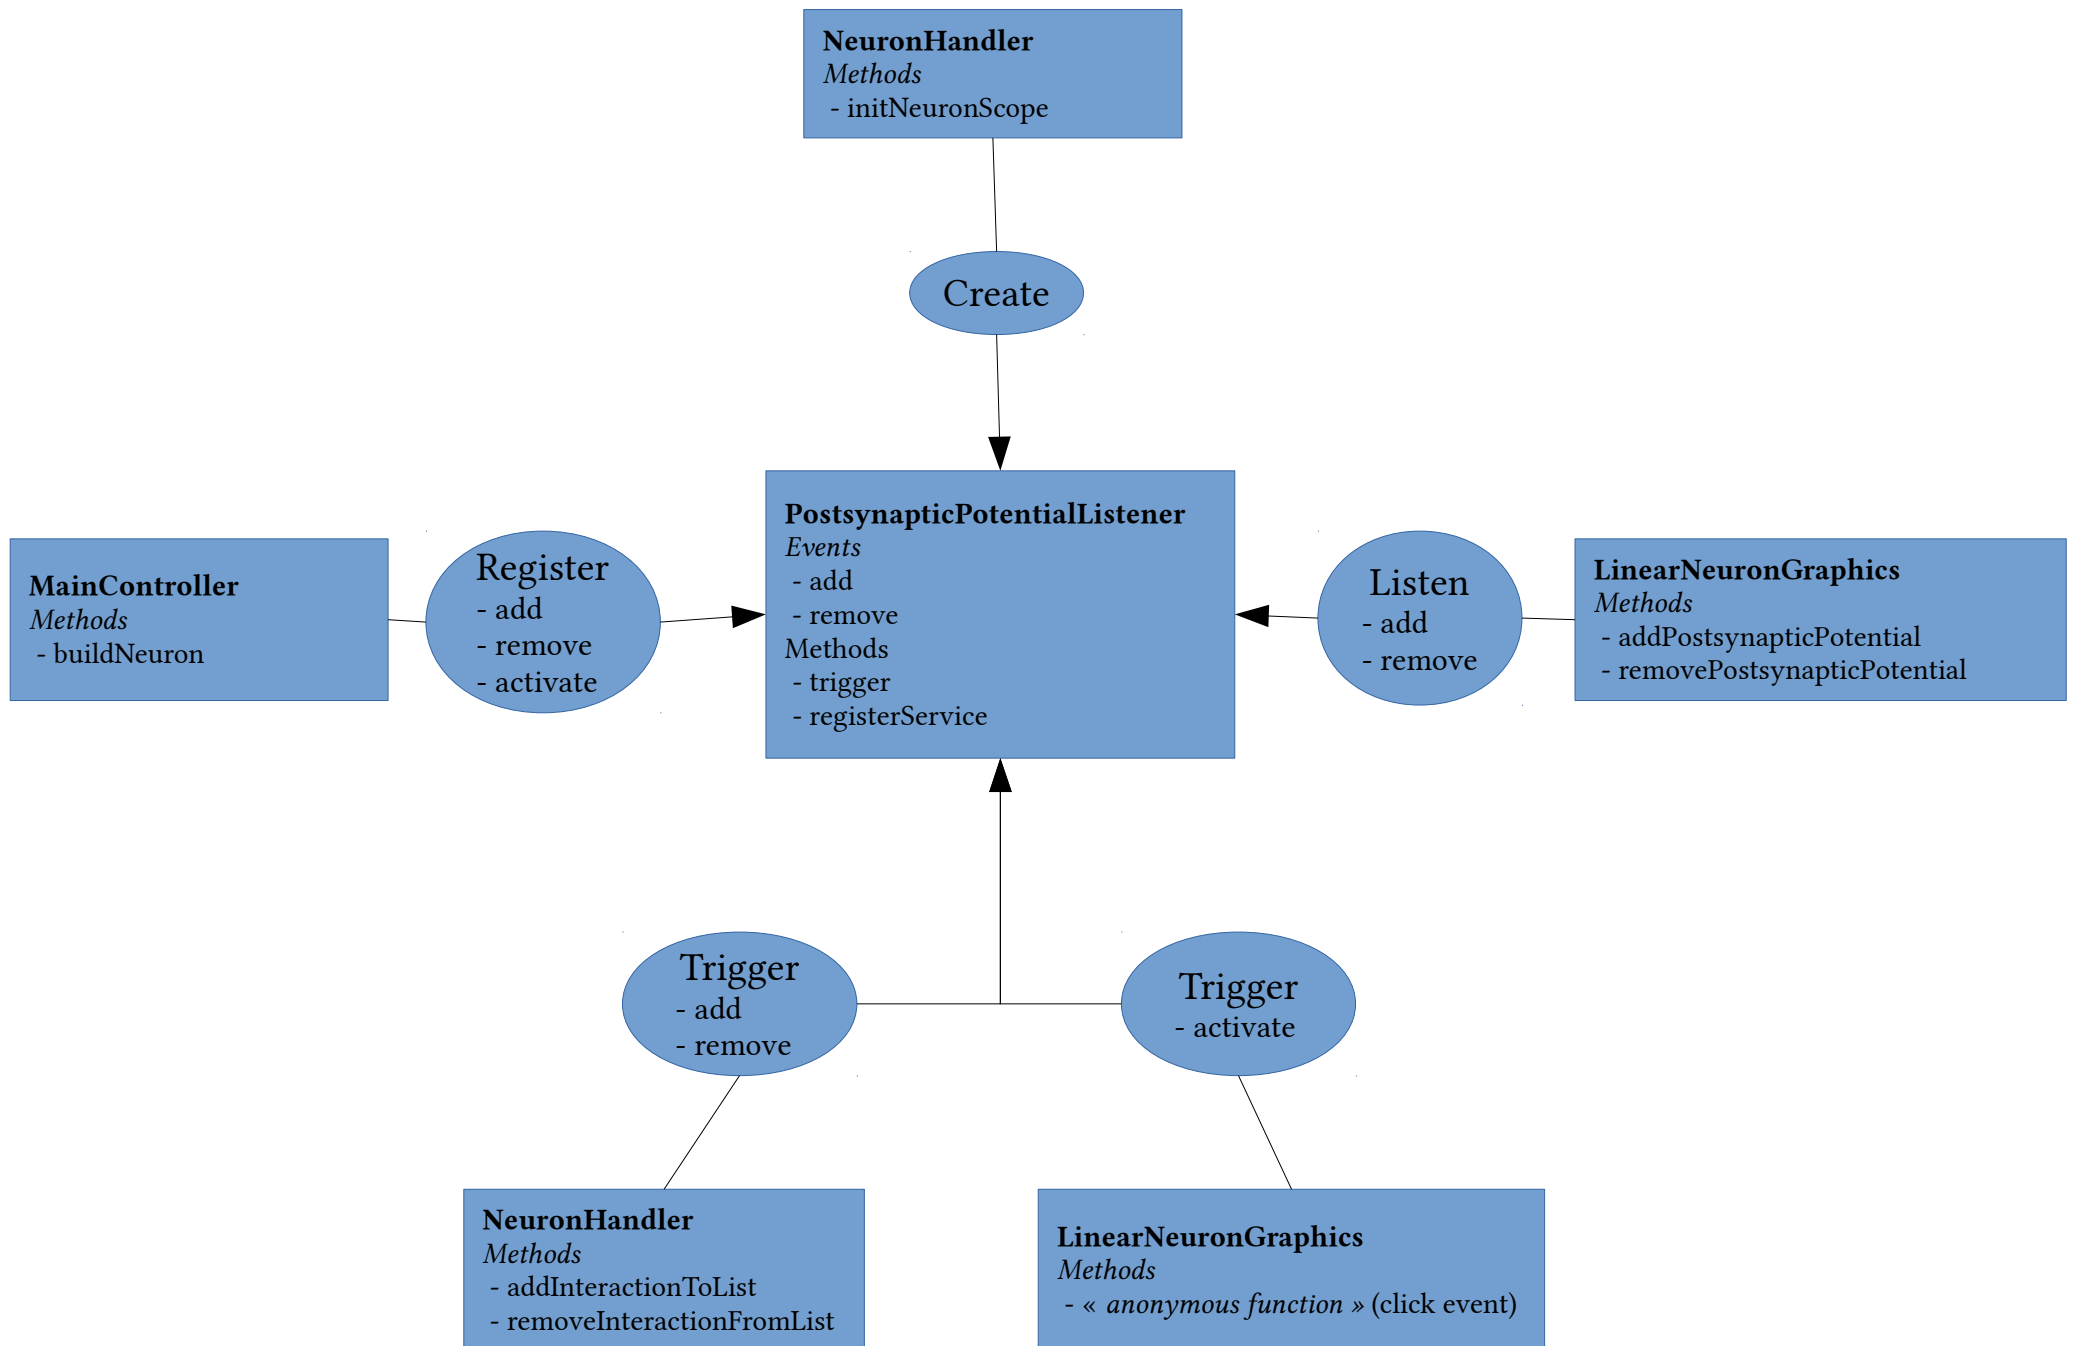 NeuronHandler
Methods
- initNeuronScope
Create
PostsynapticPotentialListener
Events
- add
- remove
Methods
- trigger
- registerService
MainController
Methods
- buildNeuron
Register
- add
- remove
- activate
Listen
- add
- remove
LinearNeuronGraphics
Methods
- addPostsynapticPotential
- removePostsynapticPotential
Trigger
- add
- remove
Trigger
- activate
NeuronHandler
Methods
- addInteractionToList
- removeInteractionFromList
LinearNeuronGraphics
Methods
- « anonymous function » (click event)